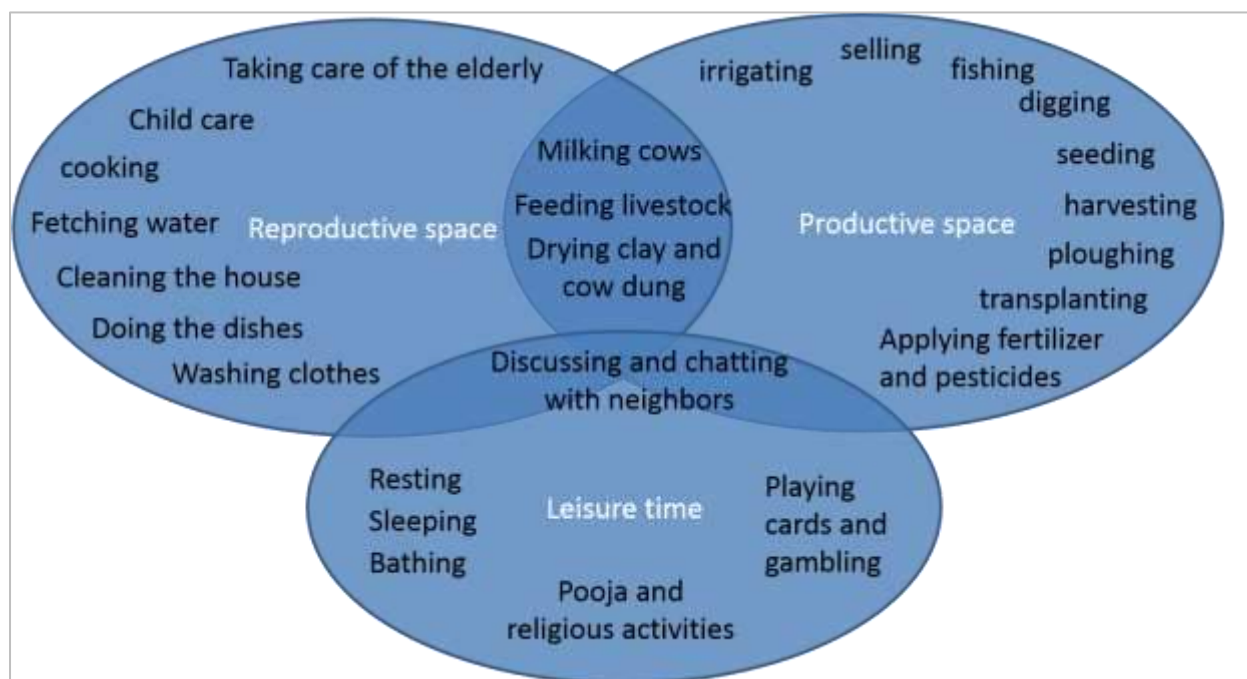 Taking care of the elderly
Child care
cooking
Fetching water
Reproductive space
Cleaning the house
Doing the dishes
Washing clothes
Milking cows
Feeding livestock
Drying clay and
cow dung
irrigating
selling
fishing
digging
seeding
harvesting
Productive space
ploughing
transplanting
Applying fertilizer
and pesticides
Discussing and chatting
with neighbors
Resting
Sleeping
Bathing
Leisure time
Playing
cards and
gambling
Pooja and
religious activities